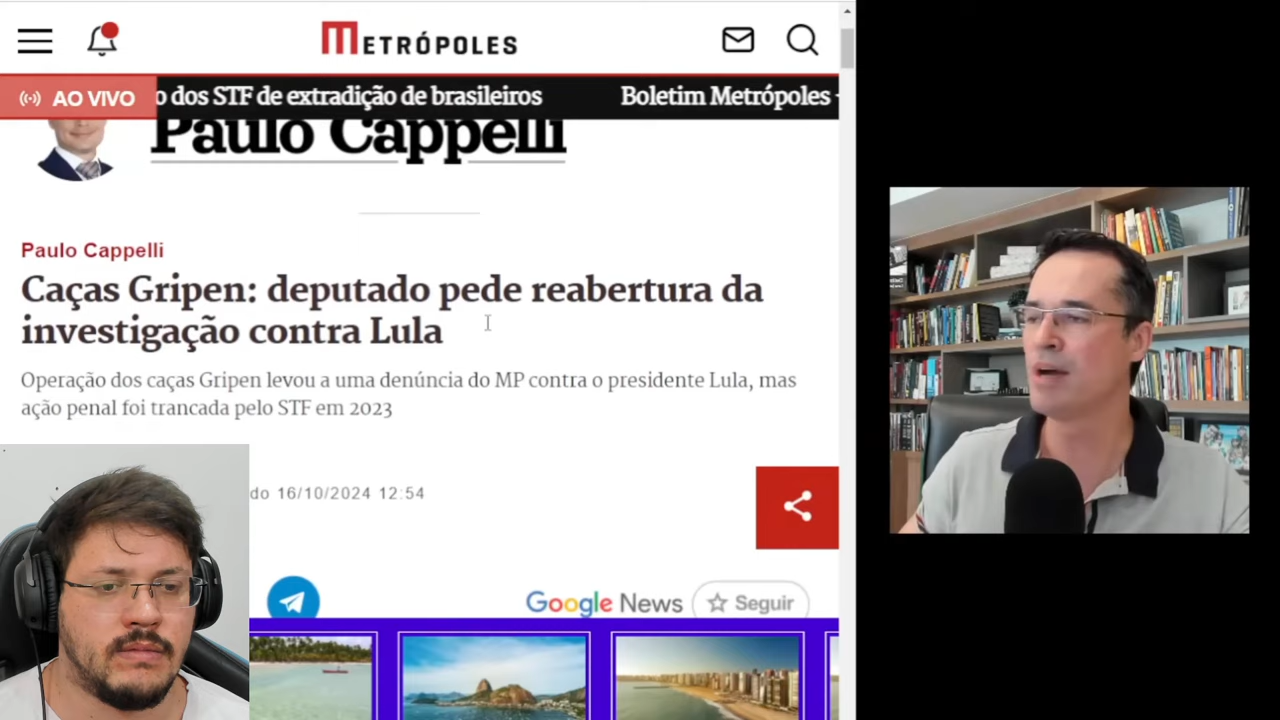 METRÓPOLES
AO VIVO
o dos STF de extradição de brasileiros
Boletim Metrópoles
Paulo Cappelli
Paulo Cappelli
Caças Gripen: deputado pede reabertura da
investigação contra Lula
Operação dos caças Gripen levou a uma denúncia do MP contra o presidente Lula, mas
ação penal foi trancada pelo STF em 2023
do 16/10/2024 12:54
Google News
Seguir